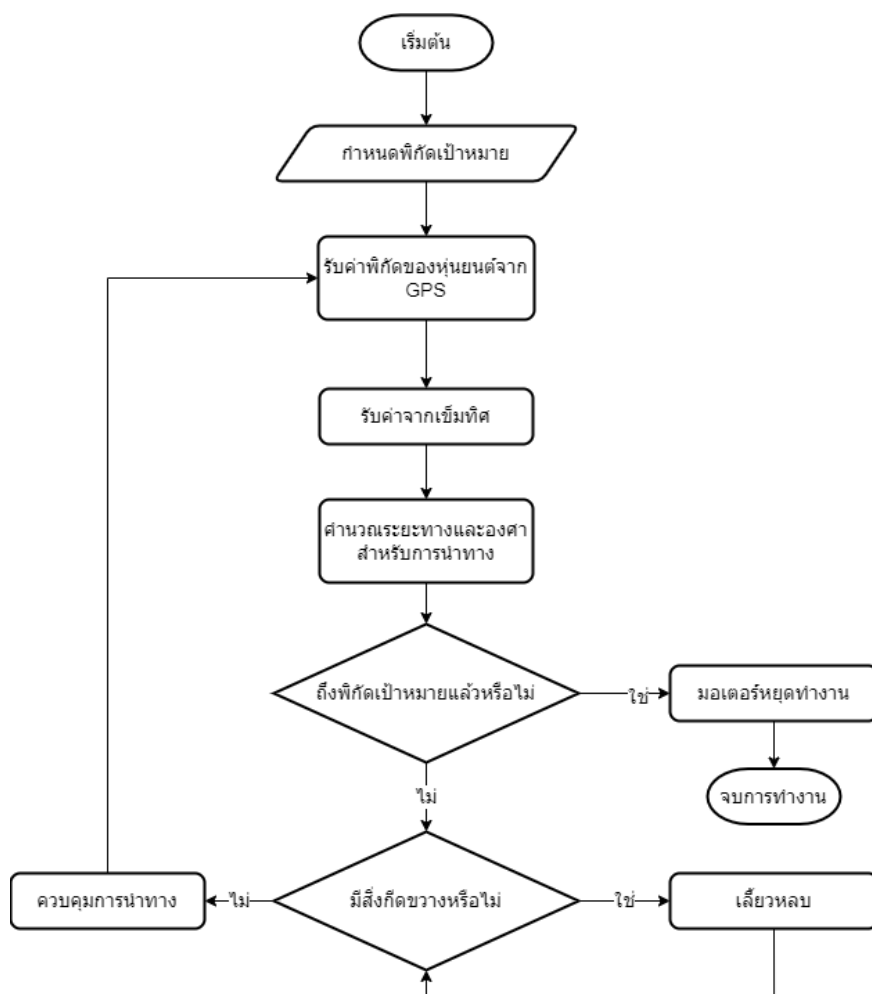 เริ่มต้น
กำหนดพิกัดเป้าหมาย
รับค่าพิกัดของหุ่นยนต์จาก
GPS
รับค่าจากเข็มทิศ
คำนวณระยะทางและองศา
สำหรับการนำทาง
ถึงพิกัดเป้าหมายแล้วหรือไม่
ใช่
มอเตอร์หยุดทำงาน
จบการทำงาน
ไม่
มีสิ่งกีดขวางหรือไม่
ไม่
ควบคุมการนำทาง
ใช่
เลี้ยวหลบ